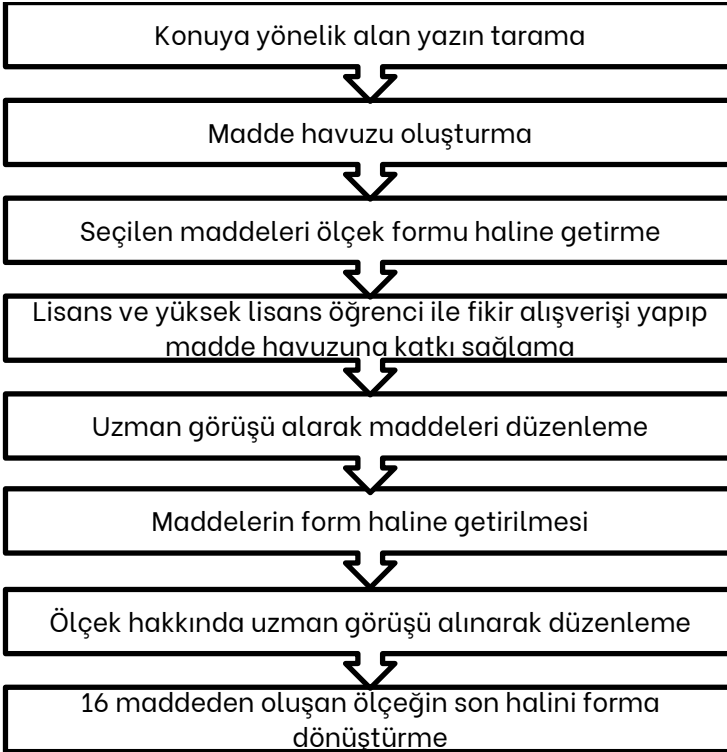 Konuya yönelik alan yazın tarama
Madde havuzu oluşturma
Seçilen maddeleri ölçek formu haline getirme
Lisans ve yüksek lisans öğrenci ile fikir alışverişi yapıp
madde havuzuna katkı sağlama
Uzman görüşü alarak maddeleri düzenleme
Maddelerin form haline getirilmesi
Ölçek hakkında uzman görüşü alınarak düzenleme
16 maddeden oluşan ölçeğin son halini forma
dönüştürme